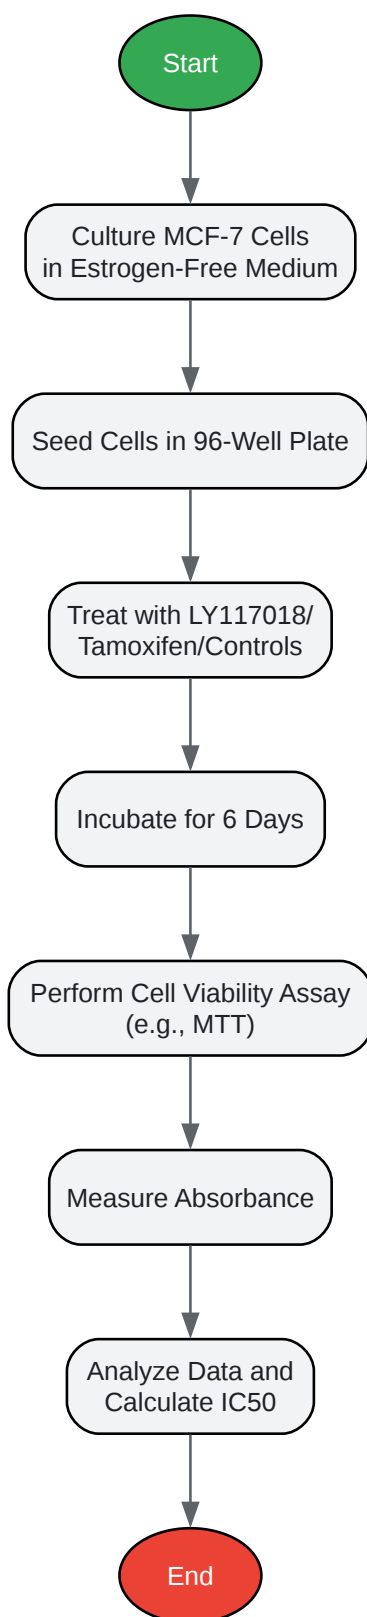 Start
Culture MCF-7 Cells
in Estrogen-Free Medium
Seed Cells in 96-Well Plate
Treat with LY117018/
Tamoxifen/Controls
Incubate for 6 Days
Perform Cell Viability Assay
(e.g., MTT)
Measure Absorbance
Analyze Data and
Calculate IC50
End